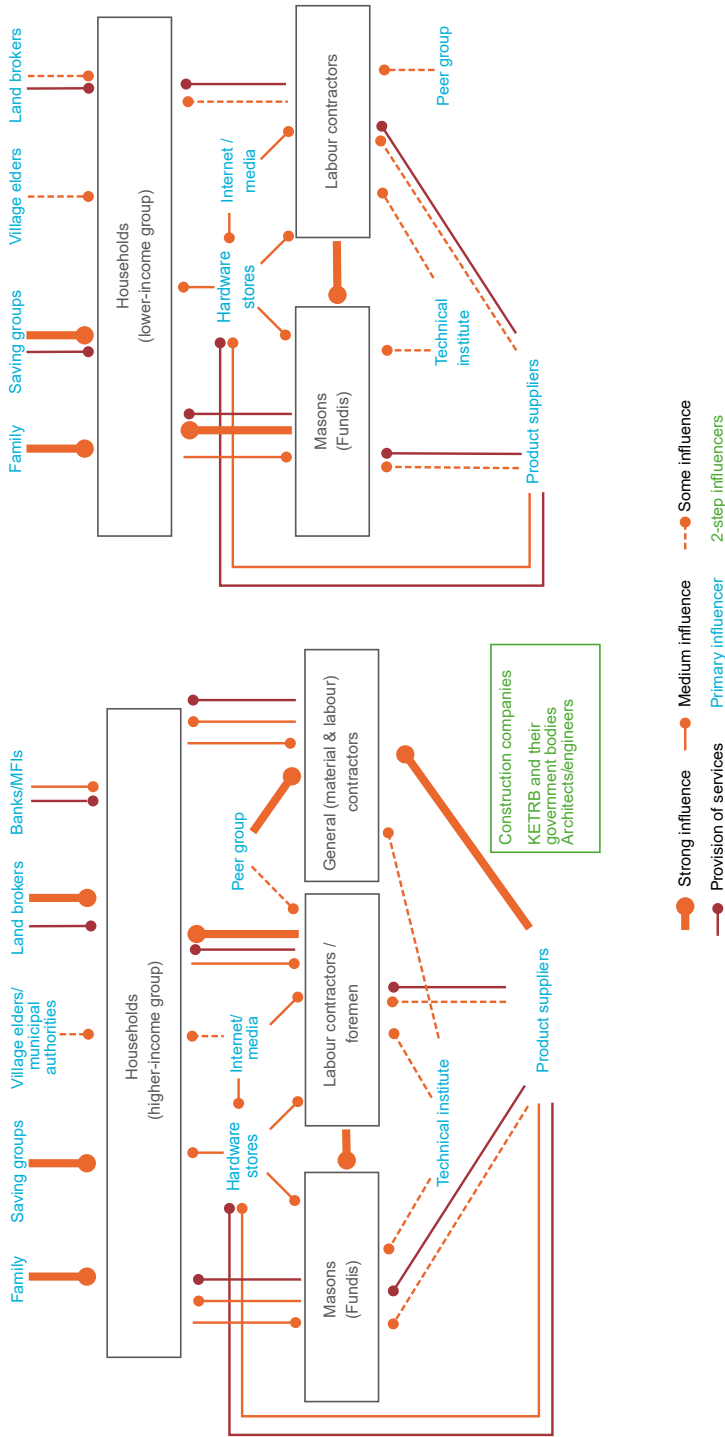 Family
Saving groups
Village elders/
municipal
authorities
Land brokers
Banks/MFIs
Households
(higher-income group)
Hardware
stores
Internet/
media
Peer group
Masons
(Fundis)
Labour contractors /
foremen
General (material & labour)
contractors
Technical institute
Product suppliers
Construction companies
KETRB and their
government bodies
Architects/engineers
Family
Saving groups
Village elders
Land brokers
Households
(lower-income group)
Hardware
stores
Internet /
media
Masons
(Fundis)
Labour contractors
Technical
institute
Peer group
Product suppliers
Strong influence
Medium influence
Some influence
Provision of services
Primary influencer
2-step influencers